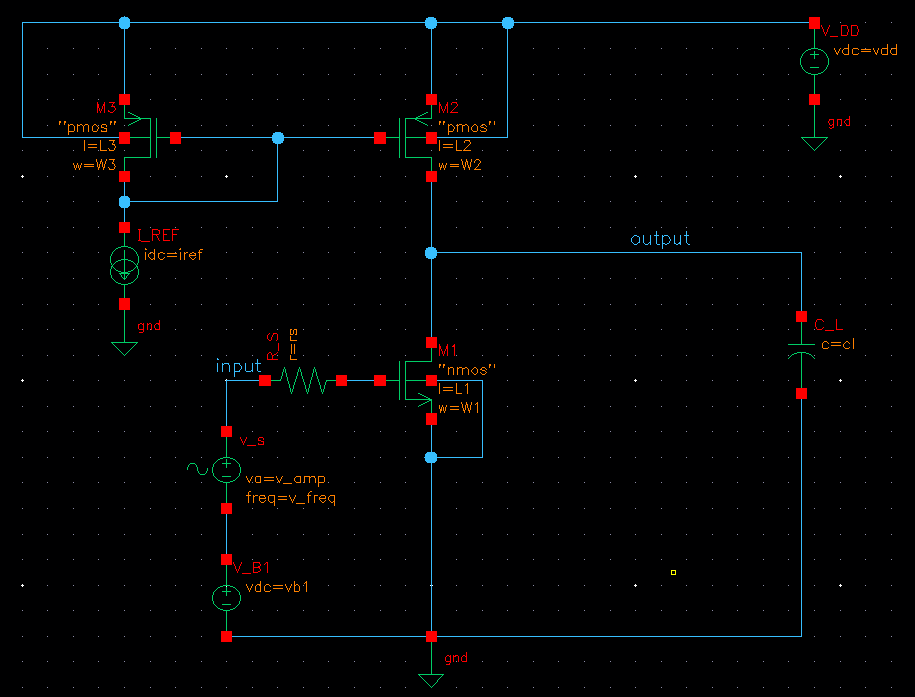 V_DD
vdc=vdd
gnd
M3
"pmos"
l=L3
w=W3
M2
"pmos"
l=L2
w=W2
I_REF
idc=iref
gnd
output
C_L
c=cl
input
R_S
r=rs
M1
"nmos"
l=L1
w=W1
v_s
va=v_amp
freq=v_freq
V_B1
vdc=vb1
gnd